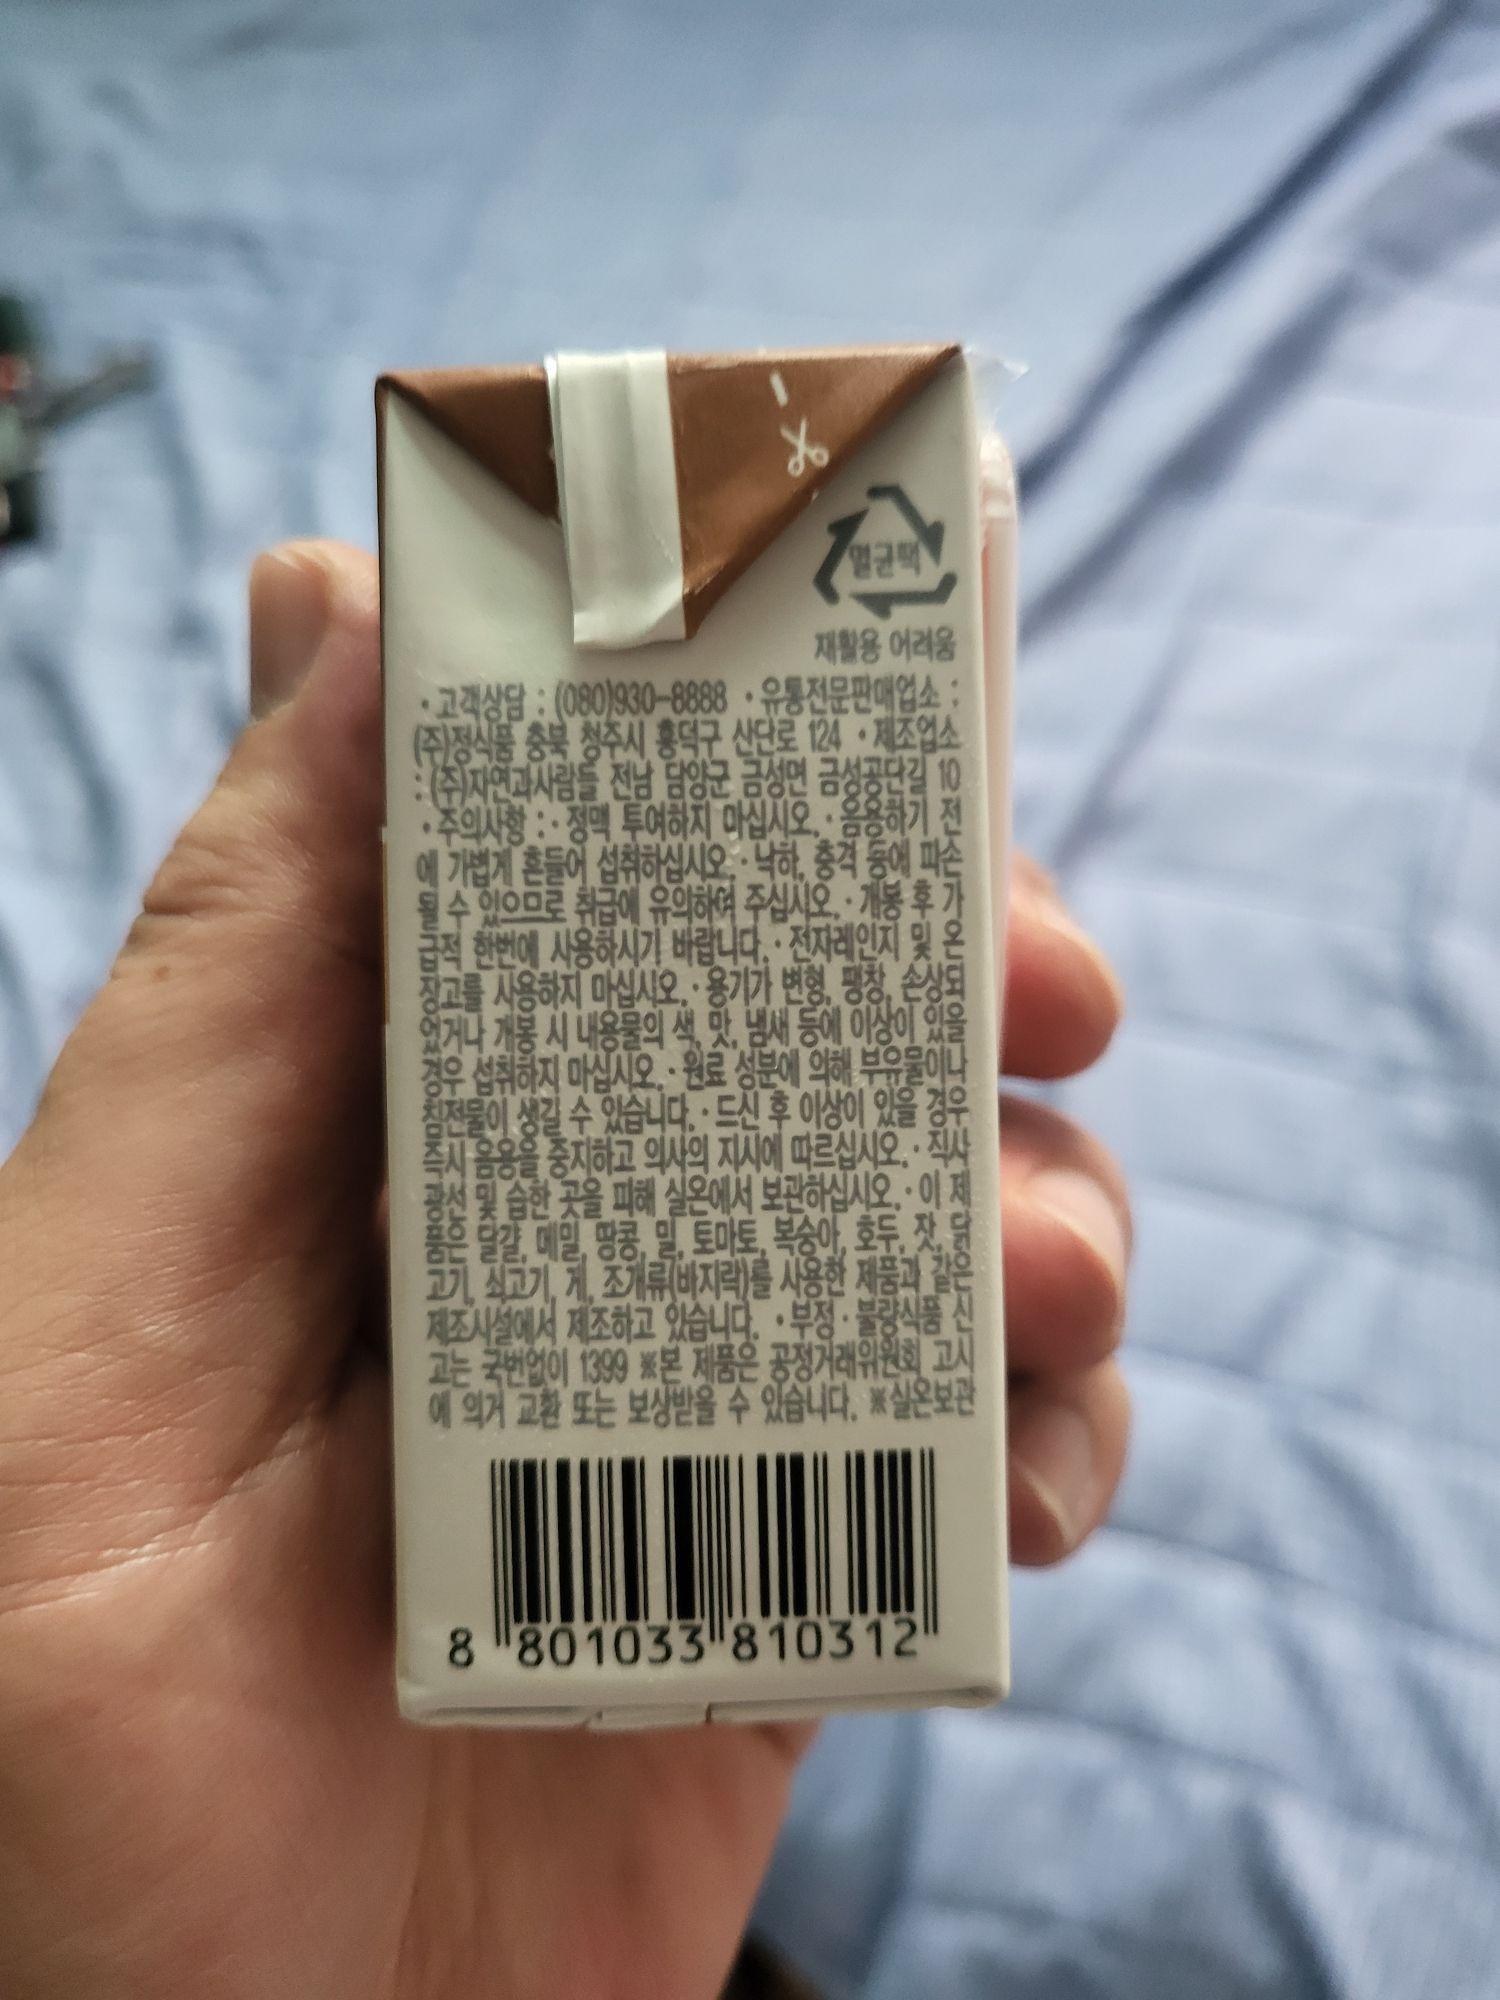 멸균팩
재활용 어려움
·고객상담 : (080)930-8888 ·유통전문판매업소 :
(주)정식품 충북 청주시 흥덕구 산단로 124 ·제조업소
: (주)자연과사람들 전남 담양군 금성면 금성공단길 10
·주의사항 : · 정맥 투여하지 마십시오. · 음용하기 전
에 가볍게 흔들어 섭취하십시오. · 낙하, 충격 등에 파손
될 수 있으므로 취급에 유의하여 주십시오. · 개봉 후 가
급적 한번에 사용하시기 바랍니다. · 전자레인지 및 온
장고를 사용하지 마십시오. · 용기가 변형, 팽창, 손상되
었거나 개봉 시 내용물의 색, 맛, 냄새 등에 이상이 있을
경우 섭취하지 마십시오. · 원료 성분에 의해 부유물이나
침전물이 생길 수 있습니다. · 드신 후 이상이 있을 경우
즉시 음용을 중지하고 의사의 지시에 따르십시오. · 직사
광선 및 습한 곳을 피해 실온에서 보관하십시오. · 이 제
품은 달걀, 메밀, 땅콩, 밀, 토마토, 복숭아, 호두, 잣, 닭
고기, 쇠고기, 게, 조개류(바지락)를 사용한 제품과 같은
제조시설에서 제조하고 있습니다. ·부정·불량식품 신
고는 국번없이 1399 ※본 제품은 공정거래위원회 고시
에 의거 교환 또는 보상받을 수 있습니다. ※실온보관
8 801033 810312